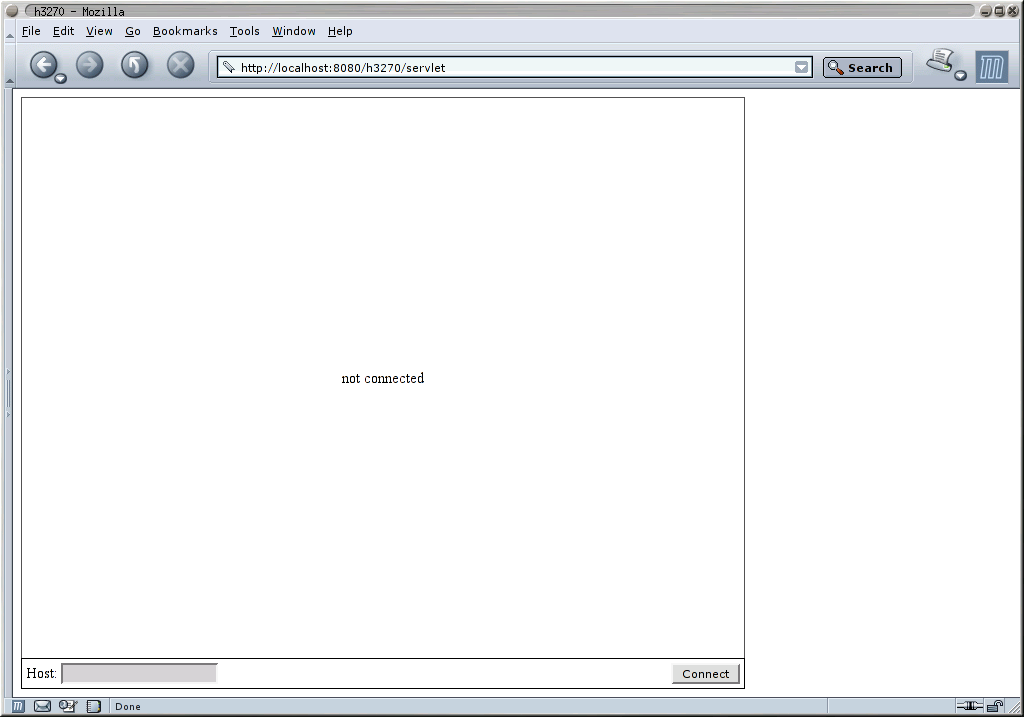 h3270 - Mozilla
File Edit View Go Bookmarks Tools Window Help
http://localhost:8080/h3270/servlet Search
not connected
Host: Connect
Done